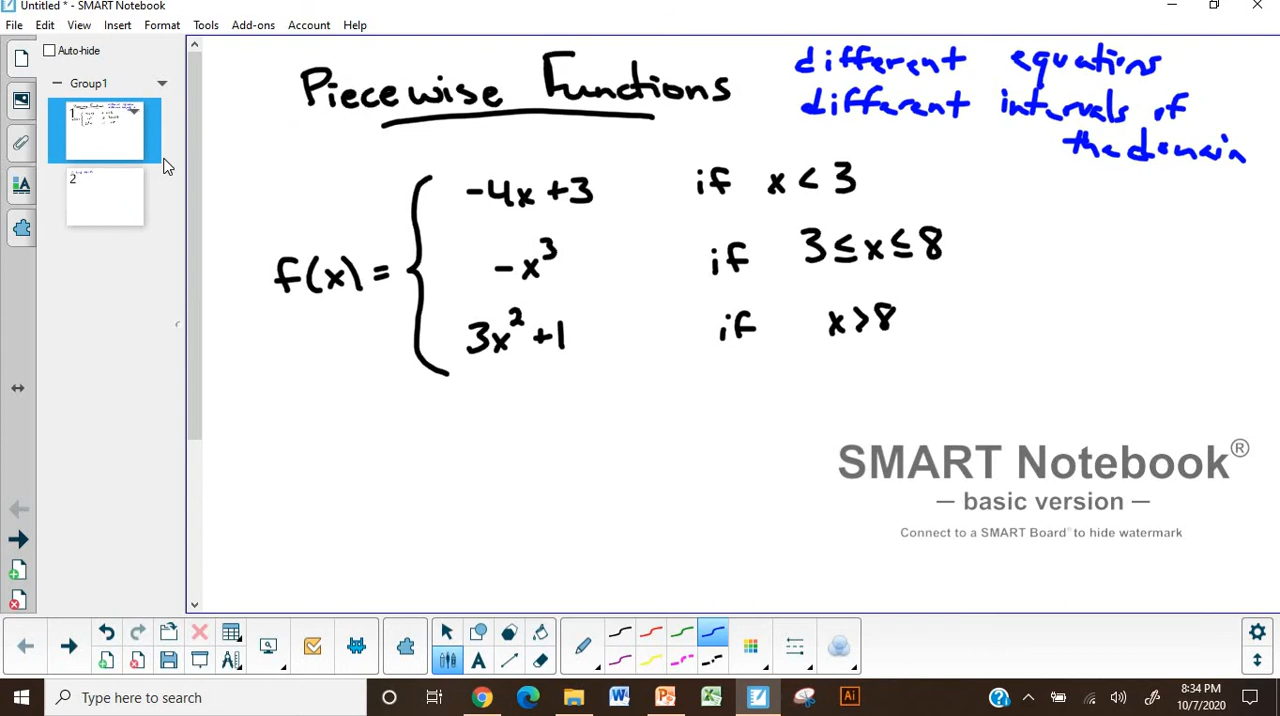 Untitled * - SMART Notebook
File Edit View Insert Format Tools Add-ons Account Help
Auto-hide
Group1
1
2
Piecewise Functions
different equations
different intervals of
the domain
f(x) = { -4x+3 if x < 3
-x³ if 3 ≤ x ≤ 8
3x² +1 if x>8
SMART Notebook®
— basic version —
Connect to a SMART Board® to hide watermark
Type here to search
8:34 PM
10/7/2020